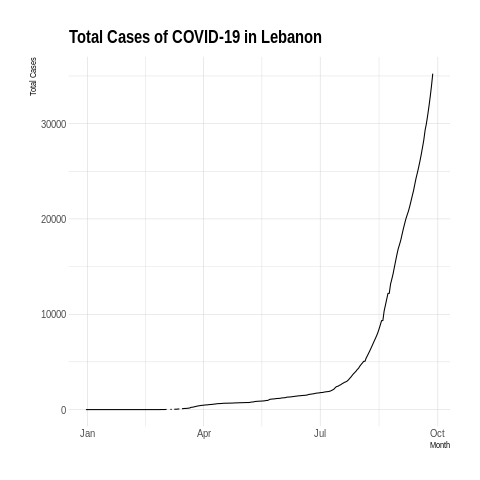 Total Cases of COVID-19 in Lebanon
Total Cases
30000
20000
10000
0
Jan Apr Jul Oct
Month